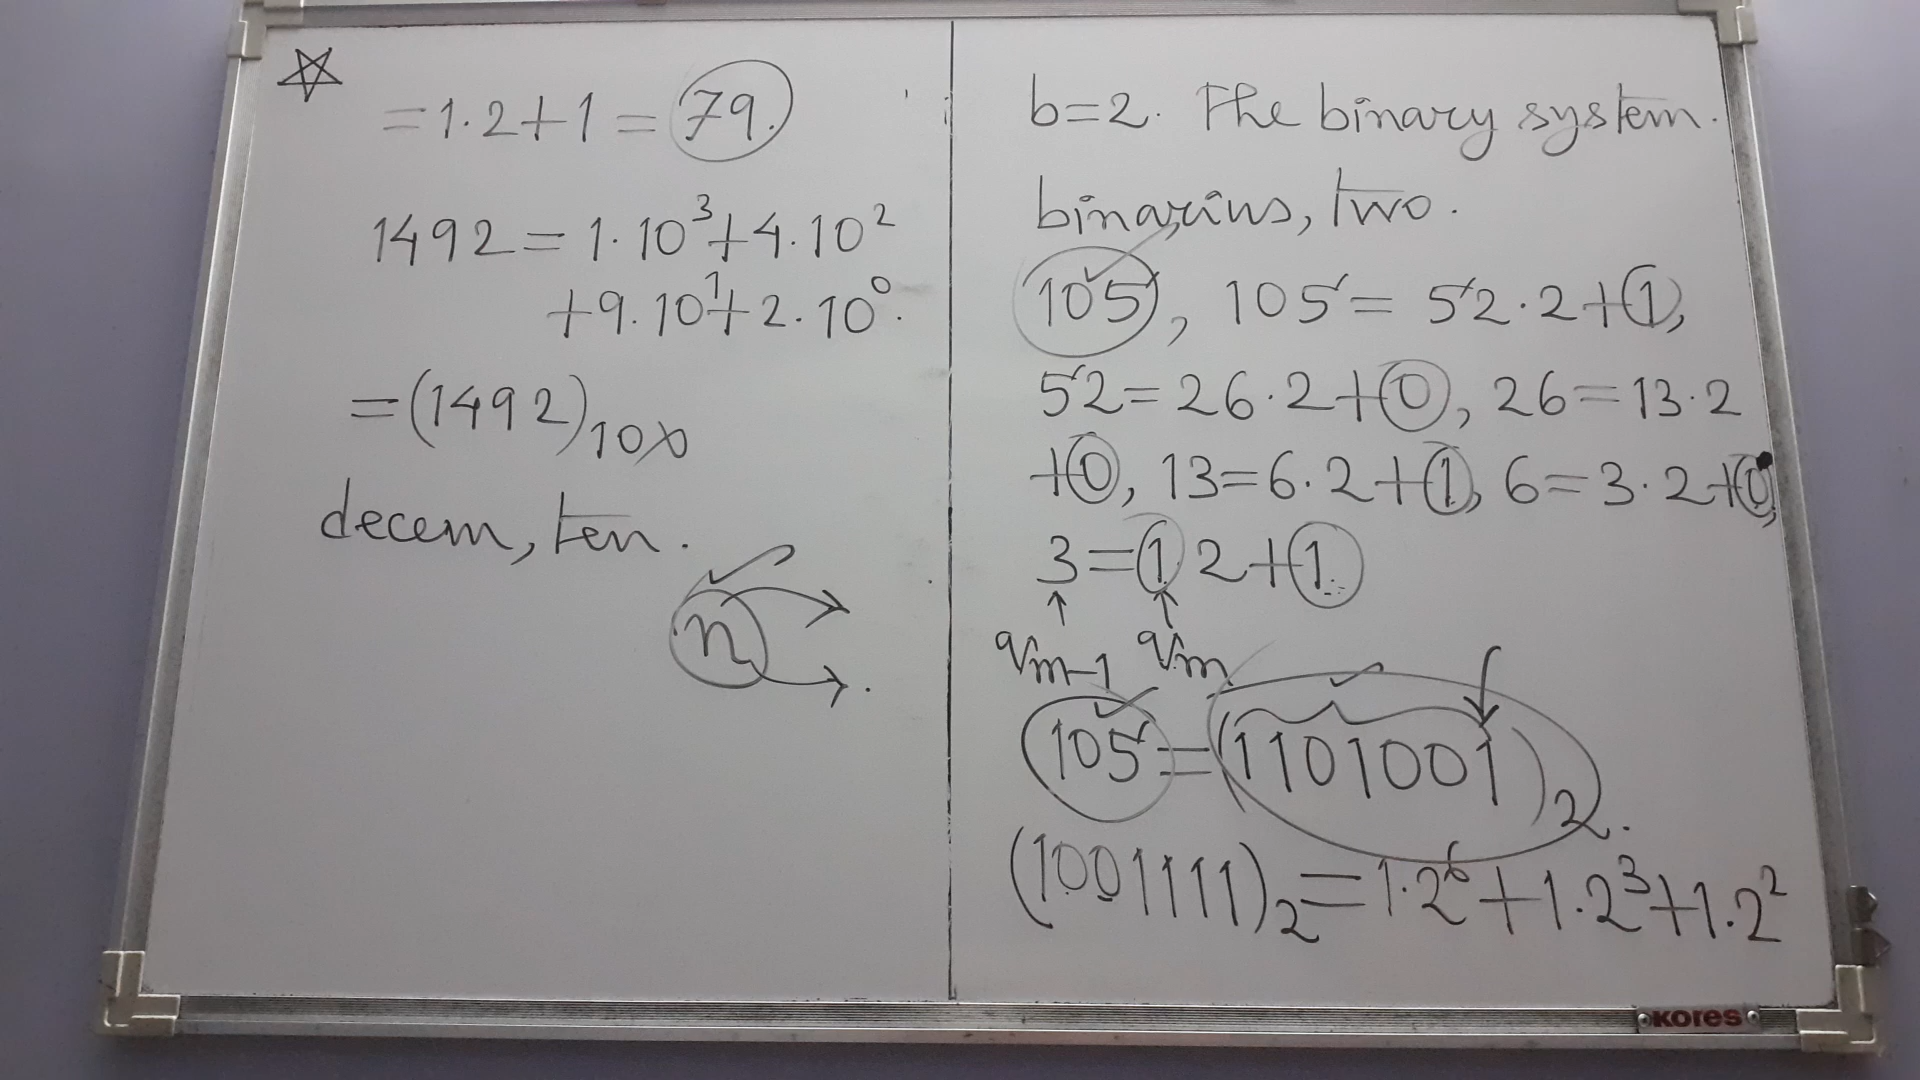 = 1·2+1 = 79.
1492 = 1·10³+4·10²
+9·10¹+2·10⁰.
=(1492)₁₀
decem, ten.
n
b=2. The binary system.
binarius, two.
105, 105 = 52·2+1,
52=26·2+0, 26=13·2
+0, 13=6·2+1, 6=3·2+0,
3=1·2+1.
qm-1 qm
105=(1101001)₂.
(1001111)₂=1·2⁶+1·2³+1·2²
KORES